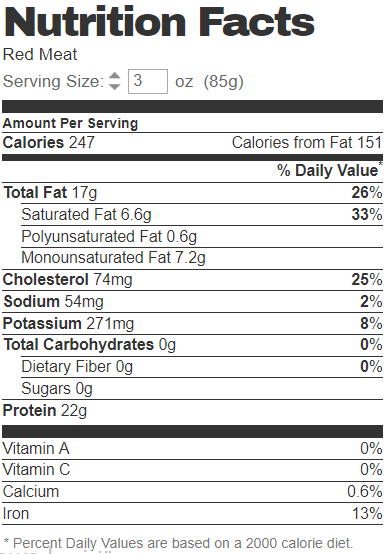 Nutrition Facts
Red Meat
Serving Size: 3 oz (85g)
Amount Per Serving
Calories 247 Calories from Fat 151
% Daily Value*
Total Fat 17g 26%
Saturated Fat 6.6g 33%
Polyunsaturated Fat 0.6g
Monounsaturated Fat 7.2g
Cholesterol 74mg 25%
Sodium 54mg 2%
Potassium 271mg 8%
Total Carbohydrates 0g 0%
Dietary Fiber 0g 0%
Sugars 0g
Protein 22g
Vitamin A 0%
Vitamin C 0%
Calcium 0.6%
Iron 13%
* Percent Daily Values are based on a 2000 calorie diet.